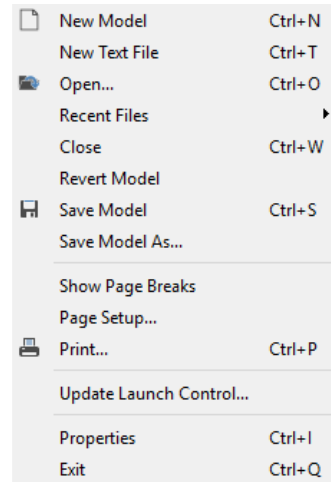 New Model Ctrl+N
New Text File Ctrl+T
Open... Ctrl+O
Recent Files
Close Ctrl+W
Revert Model
Save Model Ctrl+S
Save Model As...
Show Page Breaks
Page Setup...
Print... Ctrl+P
Update Launch Control...
Properties Ctrl+I
Exit Ctrl+Q